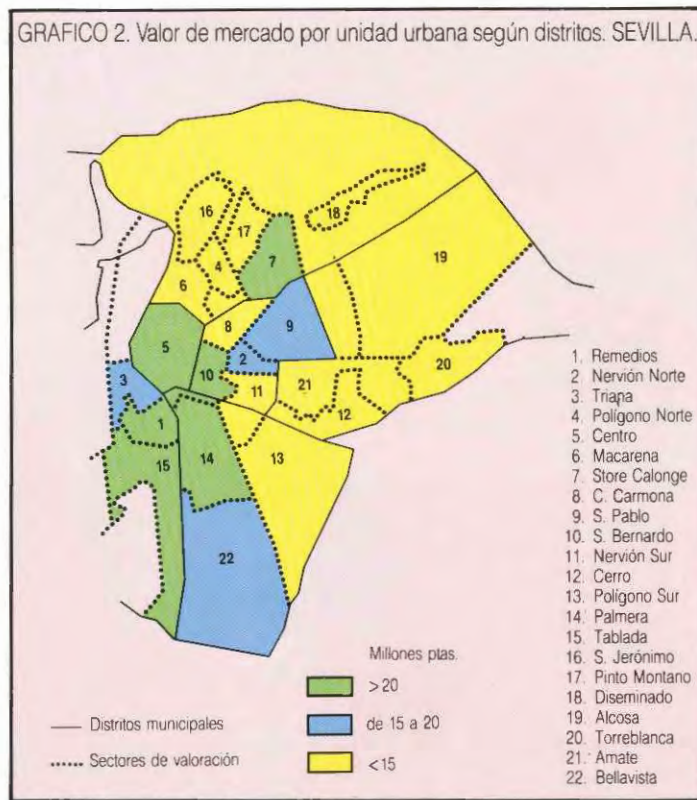 GRAFICO 2. Valor de mercado por unidad urbana según distritos. SEVILLA.
16
17
18
4
7
19
6
8
9
5
2
20
10
3
21
11
12
1
14
13
15
22
1. Remedios
2 Nervión Norte
3. Triana
4. Polígono Norte
5. Centro
6. Macarena
7. Store Calonge
8. C. Carmona
9. S. Pablo
10. S. Bernardo
11. Nervión Sur
12. Cerro
13. Polígono Sur
14. Palmera
15. Tablada
16. S. Jerónimo
17. Pinto Montano
18. Diseminado
19. Alcosa
20. Torreblanca
21. Amate
22. Bellavista
Millones ptas.
>20
de 15 a 20
<15
Distritos municipales
Sectores de valoración